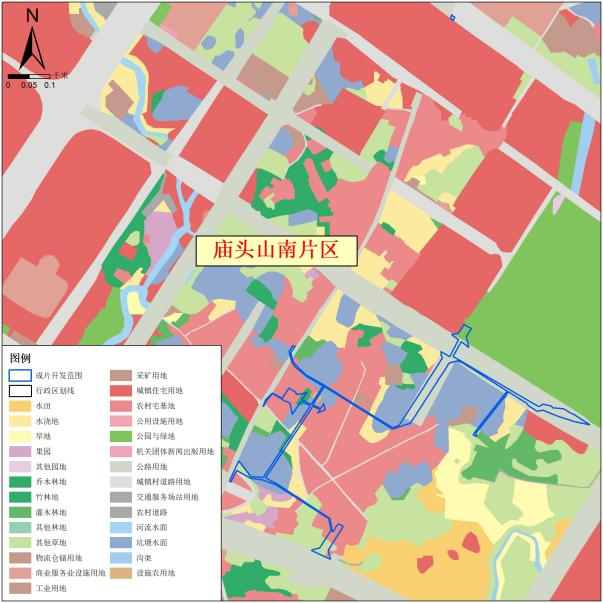 N
千米
0 0.05 0.1
庙头山南片区
图例
成片开发范围
行政区划线
水田
水浇地
旱地
果园
其他园地
乔木林地
竹林地
灌木林地
其他林地
其他草地
物流仓储用地
商业服务业设施用地
工业用地
采矿用地
城镇住宅用地
农村宅基地
公用设施用地
公园与绿地
机关团体新闻出版用地
公路用地
城镇村道路用地
交通服务场站用地
农村道路
河流水面
坑塘水面
沟渠
设施农用地